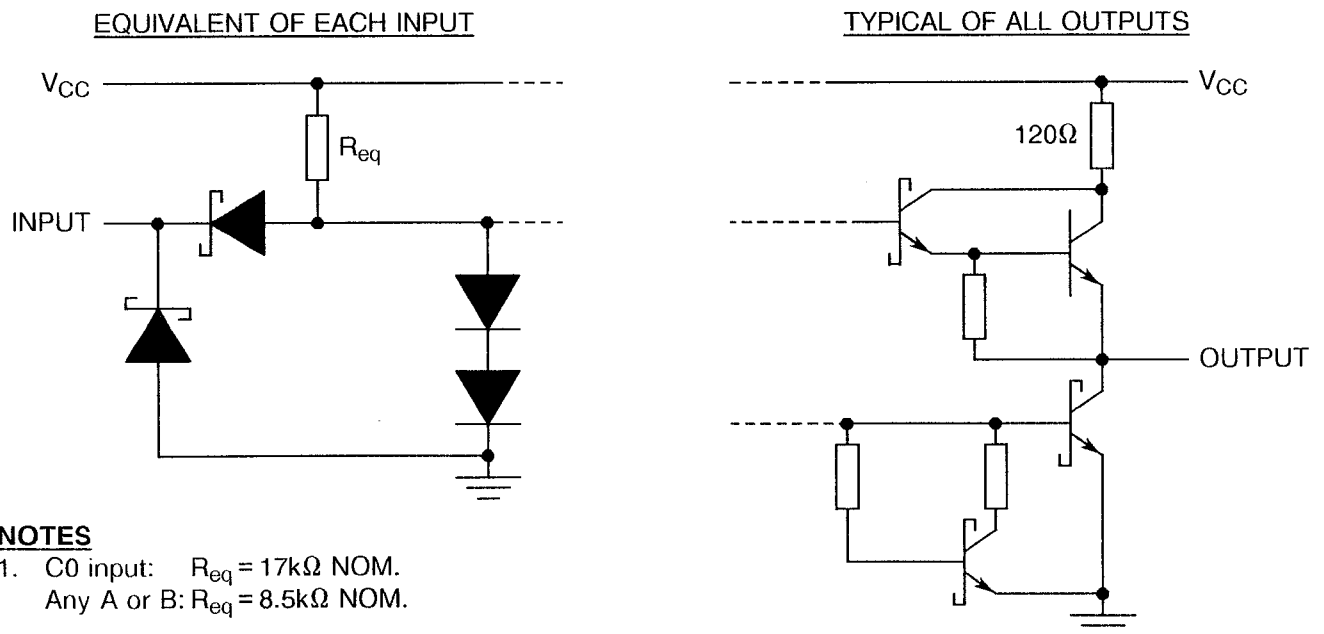 EQUIVALENT OF EACH INPUT
TYPICAL OF ALL OUTPUTS
VCC
VCC
120Ω
Req
INPUT
OUTPUT
NOTES
1. C0 input: Req = 17kΩ NOM.
Any A or B: Req = 8.5kΩ NOM.